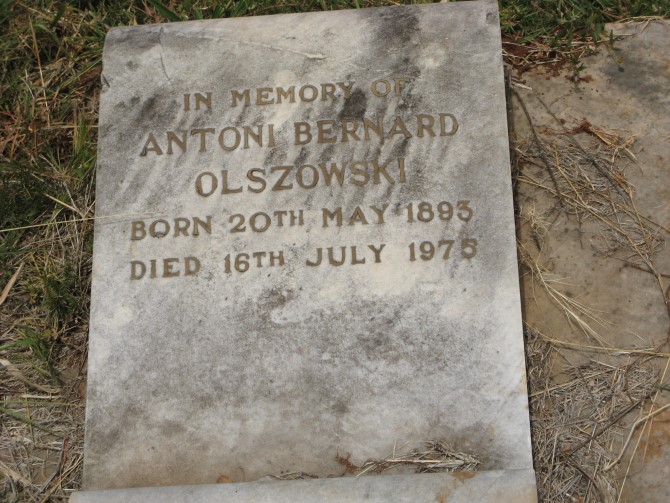 IN MEMORY OF
ANTONI BERNARD
OLSZOWSKI
BORN 20TH MAY 1893
DIED 16TH JULY 1975